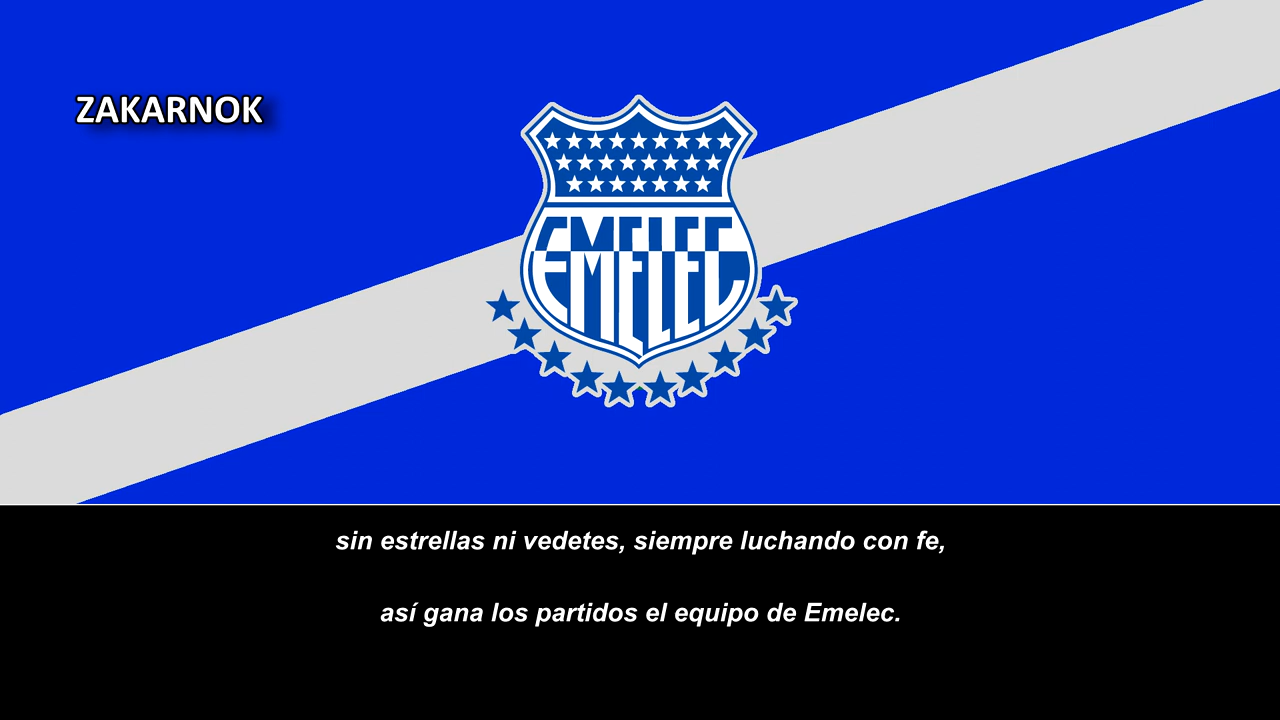 ZAKARNOK
EMELEC
sin estrellas ni vedetes, siempre luchando con fe,
así gana los partidos el equipo de Emelec.